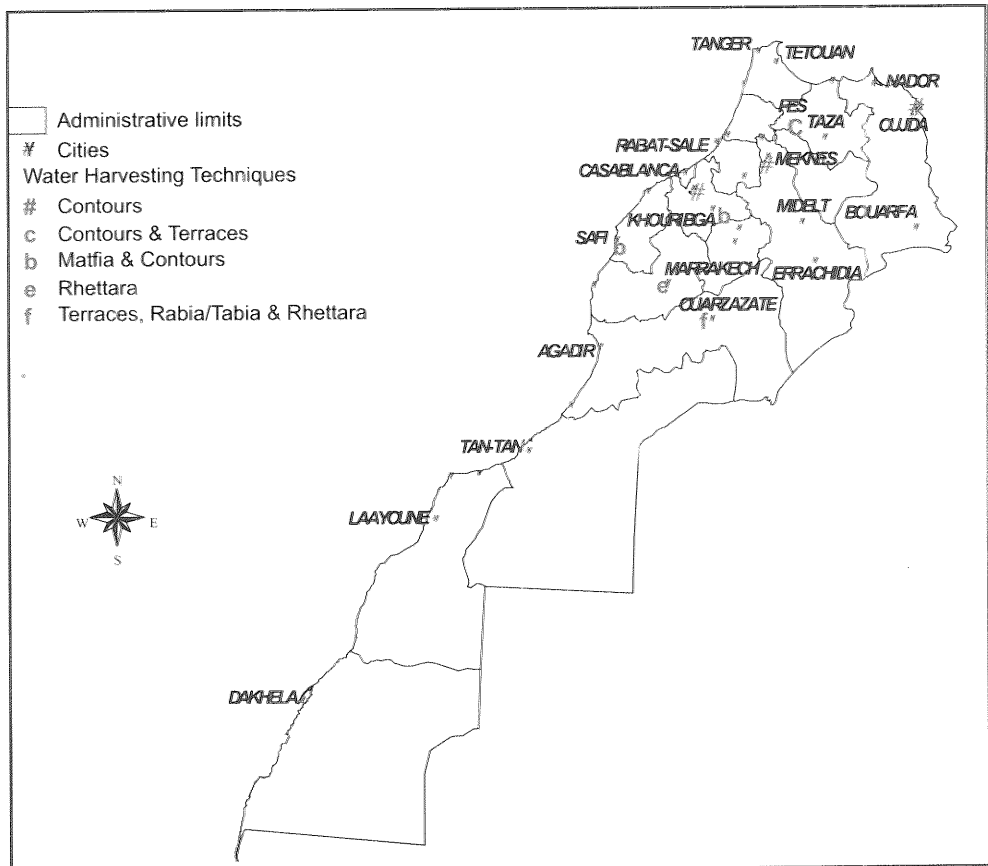 TANGER
TETOUAN
NADOR
FES
C TAZA
#
OUJDA
RABAT-SALE
# MEKNES
CASABLANCA
#
KHOURIBGA b
MIDELT
BOUARFA
SAFI
b
MARRAKECH
ERRACHIDIA
e
OUARZAZATE
f
AGADIR
TAN-TAN
LAAYOUNE
DAKHELA
Administrative limits
Cities
Water Harvesting Techniques
# Contours
c Contours & Terraces
b Matfia & Contours
e Rhettara
f Terraces, Rabia/Tabia & Rhettara
N
W E
S